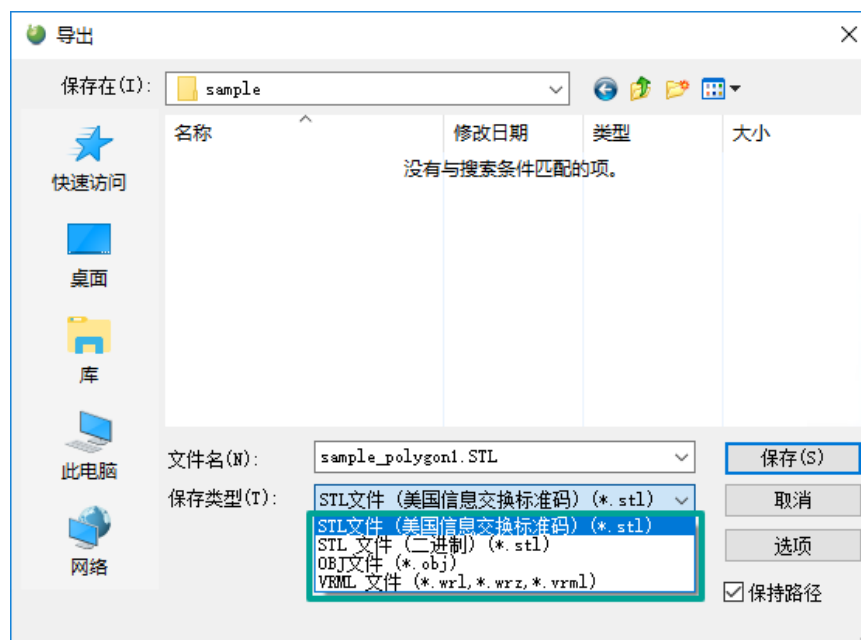 导出
保存在(I):
sample
名称
修改日期
类型
大小
没有与搜索条件匹配的项。
快速访问
桌面
库
此电脑
网络
文件名(N):
sample_polygon1.STL
保存(S)
保存类型(T):
STL文件 (美国信息交换标准码) (*.stl)
取消
STL文件 (美国信息交换标准码) (*.stl)
STL 文件 (二进制) (*.stl)
OBJ文件 (*.obj)
VRML 文件 (*.wrl,*.wrz,*.vrml)
选项
保持路径